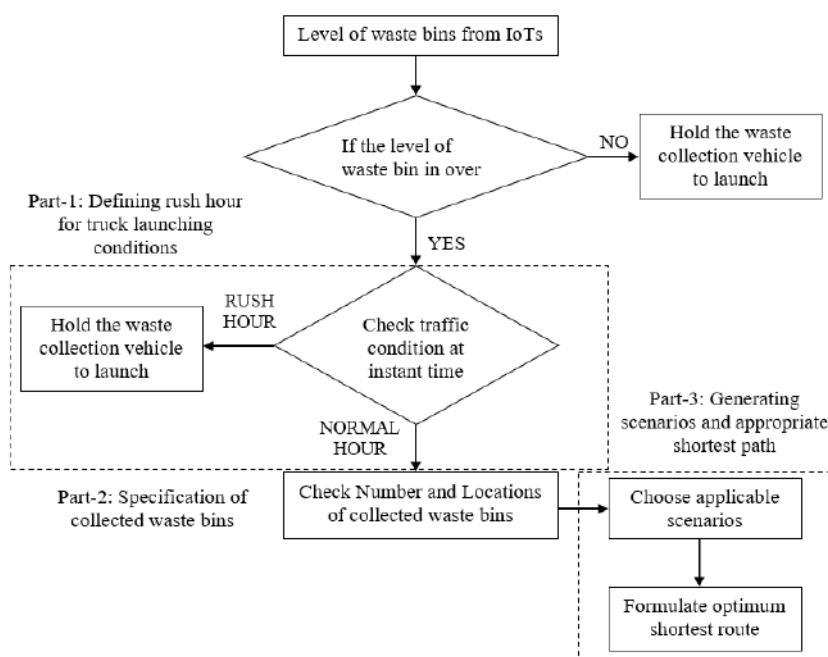 Level of waste bins from IoTs
If the level of
waste bin in over
NO
Hold the waste
collection vehicle
to launch
Part-1: Defining rush hour
for truck launching
conditions
YES
RUSH
HOUR
Hold the waste
collection vehicle
to launch
Check traffic
condition at
instant time
NORMAL
HOUR
Part-3: Generating
scenarios and appropriate
shortest path
Part-2: Specification of
collected waste bins
Check Number and Locations
of collected waste bins
Choose applicable
scenarios
Formulate optimum
shortest route